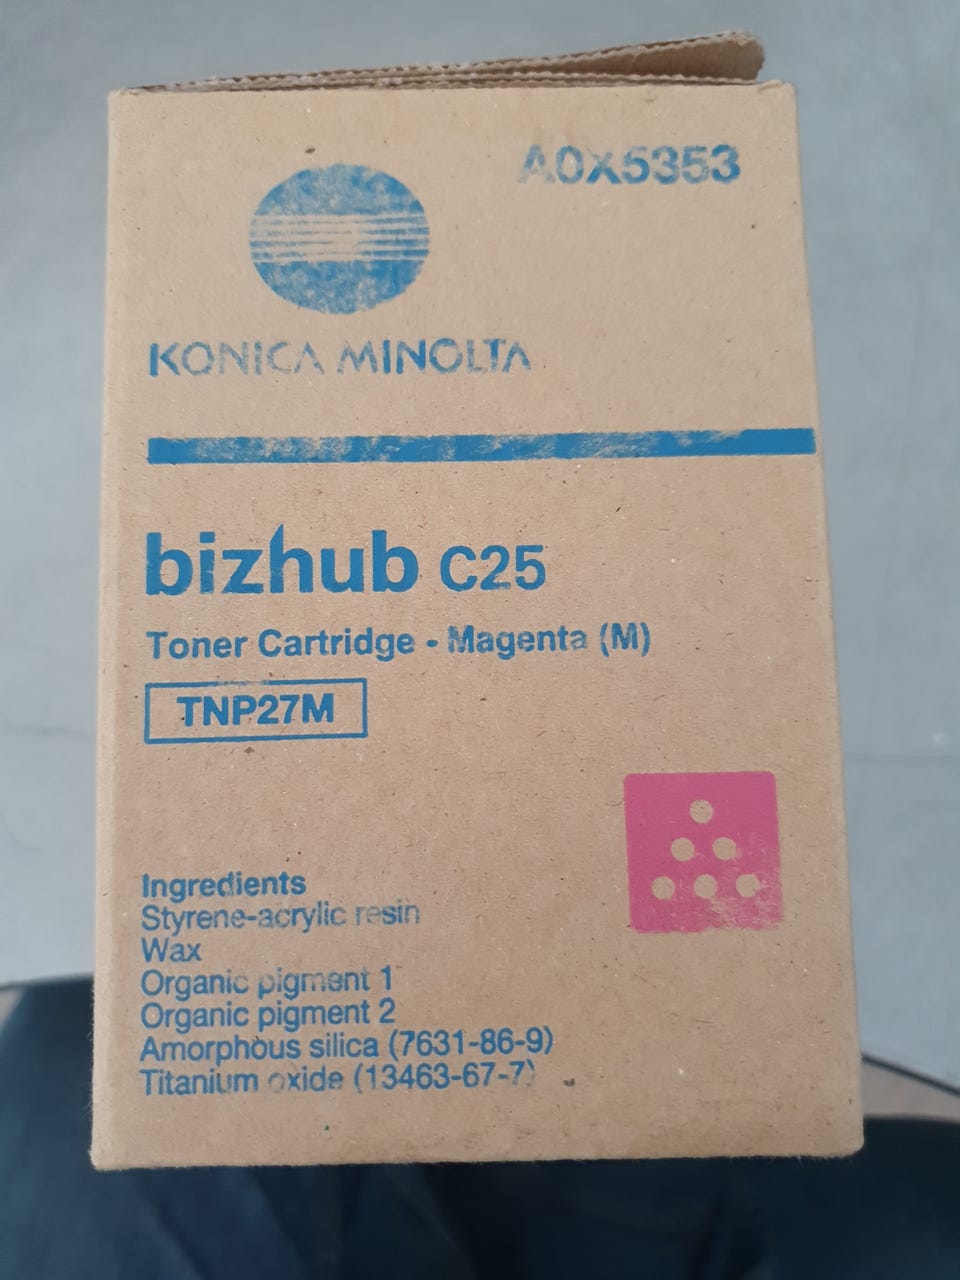 A0X5353
KONICA MINOLTA
bizhub C25
Toner Cartridge - Magenta (M)
TNP27M
Ingredients
Styrene-acrylic resin
Wax
Organic pigment 1
Organic pigment 2
Amorphous silica (7631-86-9)
Titanium oxide (13463-67-7)